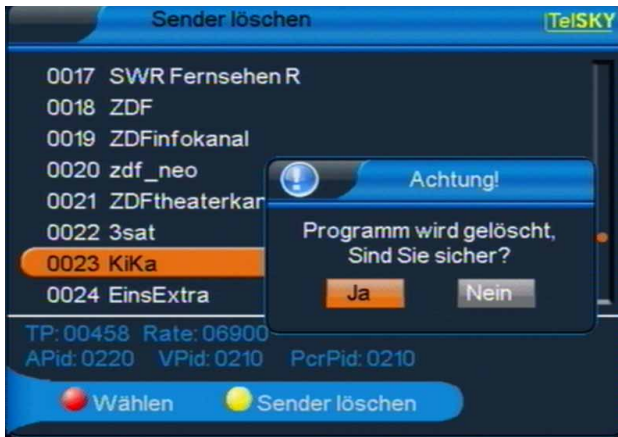 Sender löschen
TelSKY
0017 SWR Fernsehen R
0018 ZDF
0019 ZDFinfokanal
0020 zdf_neo
0021 ZDFtheaterkan
0022 3sat
0023 KiKa
0024 EinsExtra
Achtung!
Programm wird gelöscht,
Sind Sie sicher?
Ja Nein
TP: 00458 Rate: 06900
APid: 0220 VPid: 0210 PcrPid: 0210
Wählen Sender löschen